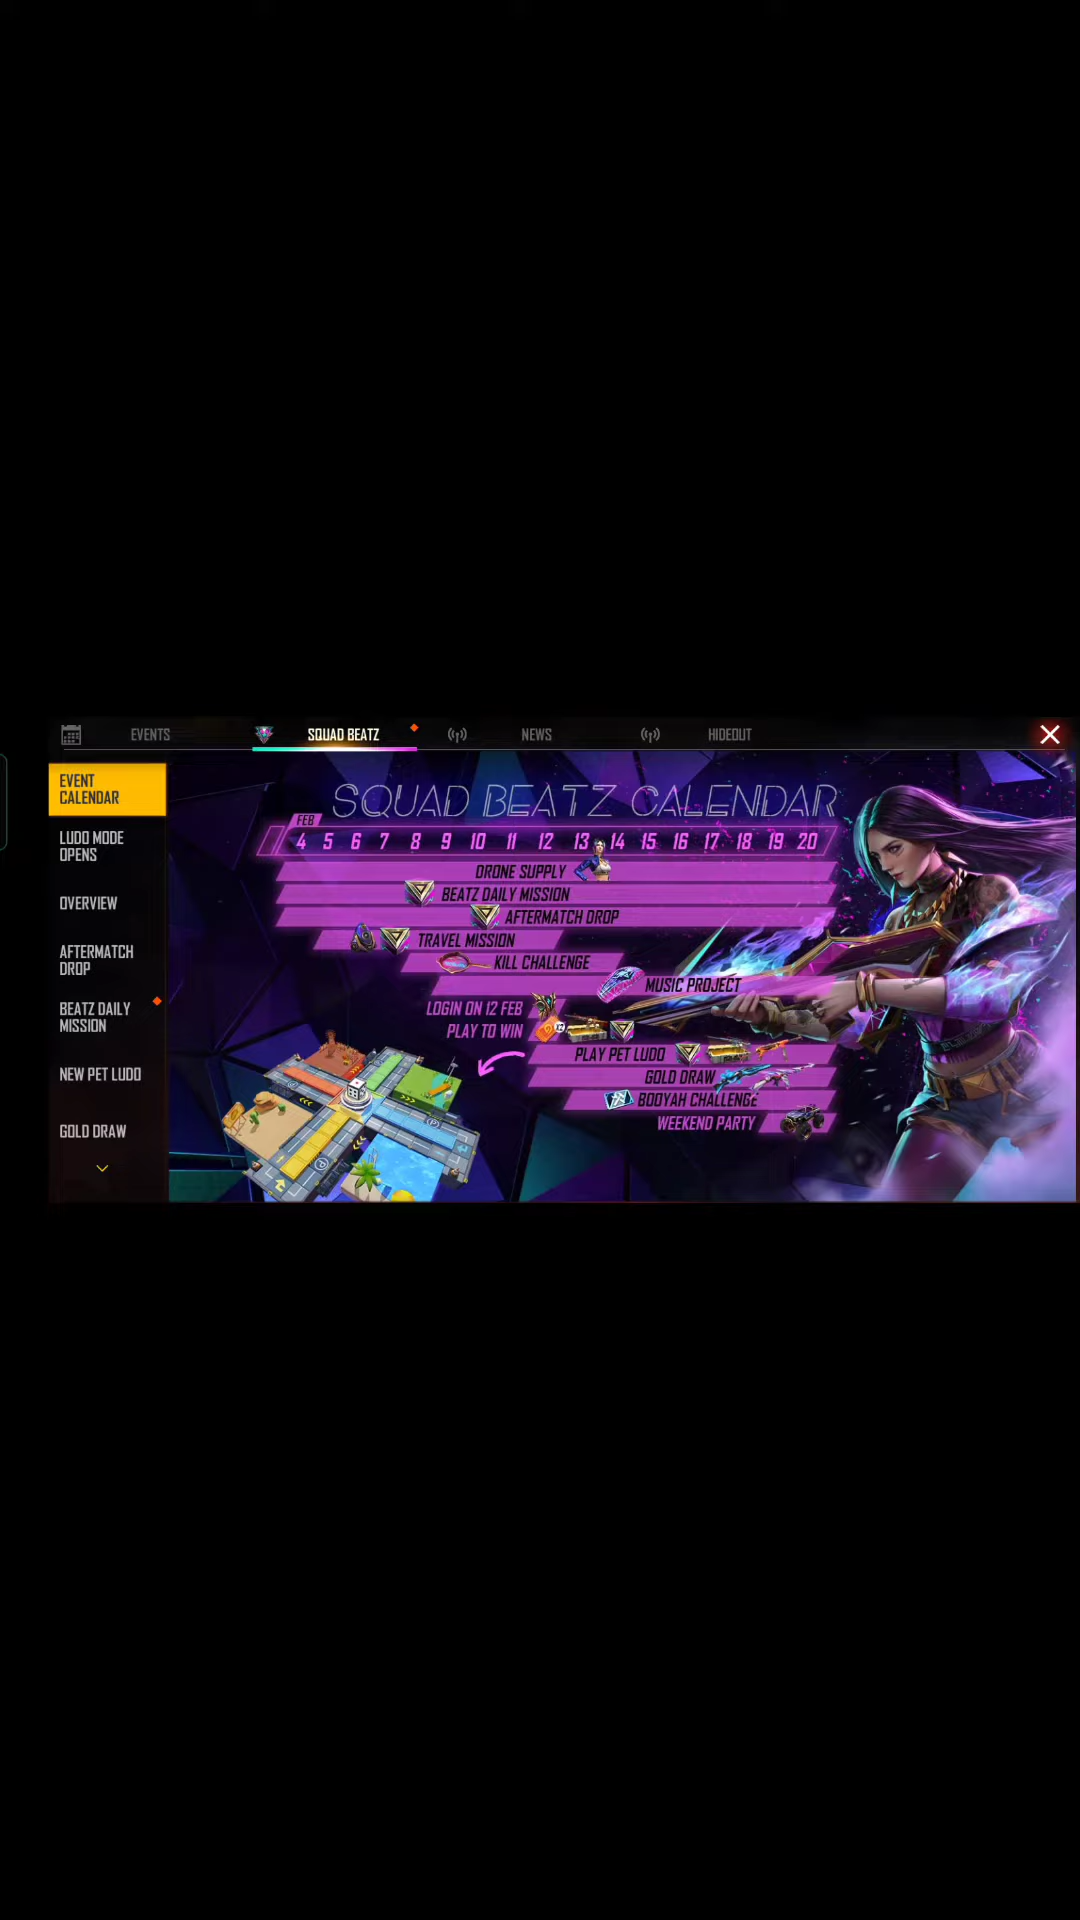 EVENTS
SQUAD BEATZ
NEWS
HIDEOUT
EVENT
CALENDAR
LUDO MODE
OPENS
OVERVIEW
AFTERMATCH
DROP
BEATZ DAILY
MISSION
NEW PET LUDO
GOLD DRAW
SQUAD BEATZ CALENDAR
FEB
4 5 6 7 8 9 10 11 12 13 14 15 16 17 18 19 20
DRONE SUPPLY
BEATZ DAILY MISSION
AFTERMATCH DROP
TRAVEL MISSION
KILL CHALLENGE
MUSIC PROJECT
LOGIN ON 12 FEB
PLAY TO WIN
PLAY PET LUDO
GOLD DRAW
BOOYAH CHALLENGE
WEEKEND PARTY